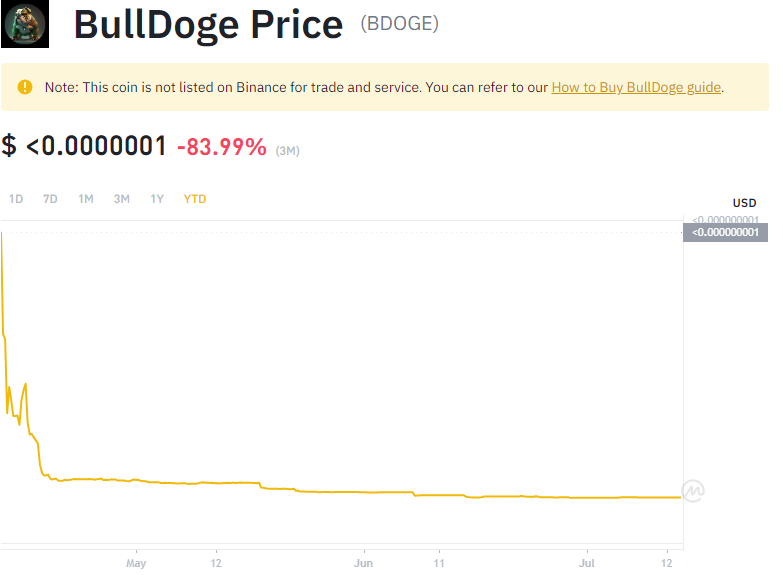 BullDoge Price (BDOGE)
Note: This coin is not listed on Binance for trade and service. You can refer to our How to Buy BullDoge guide.
$ <0.0000001 -83.99% (3M)
1D 7D 1M 3M 1Y YTD
USD
<0.000000001
<0.000000001
May 12 Jun 11 Jul 12